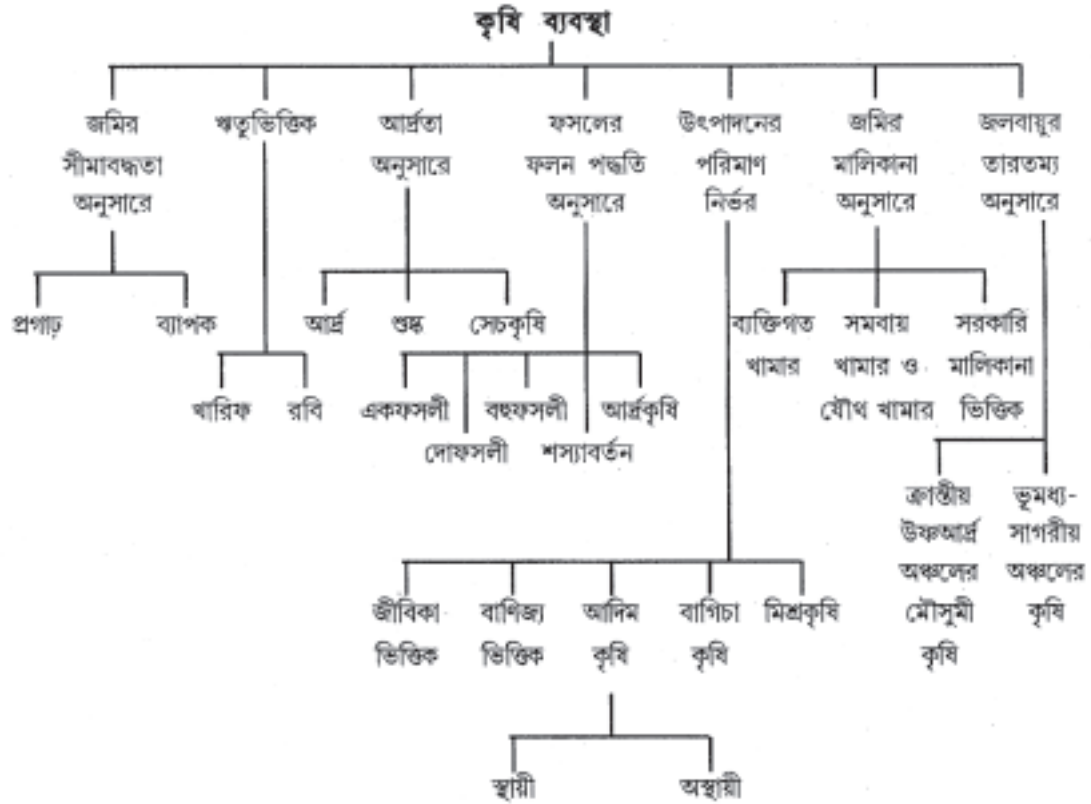 কৃষি ব্যবস্থা
জমির
সীমাবদ্ধতা
অনুসারে
ঋতুভিত্তিক
আর্দ্রতা
অনুসারে
ফসলের
ফলন পদ্ধতি
অনুসারে
উৎপাদনের
পরিমাণ
নির্ভর
জমির
মালিকানা
অনুসারে
জলবায়ুর
তারতম্য
অনুসারে
প্রগাঢ়
ব্যাপক
খারিফ
রবি
আর্দ্র
শুষ্ক
সেচকৃষি
একফসলী
দোফসলী
বহুফসলী
শস্যাবর্তন
আর্দ্রকৃষি
ব্যক্তিগত
খামার
সমবায়
খামার ও
যৌথ খামার
সরকারি
মালিকানা
ভিত্তিক
ক্রান্তীয়
উষ্ণআর্দ্র
অঞ্চলের
মৌসুমী
কৃষি
ভূমধ্য-
সাগরীয়
অঞ্চলের
কৃষি
জীবিকা
ভিত্তিক
বাণিজ্য
ভিত্তিক
আদিম
কৃষি
বাগিচা
কৃষি
মিশ্রকৃষি
স্থায়ী
অস্থায়ী